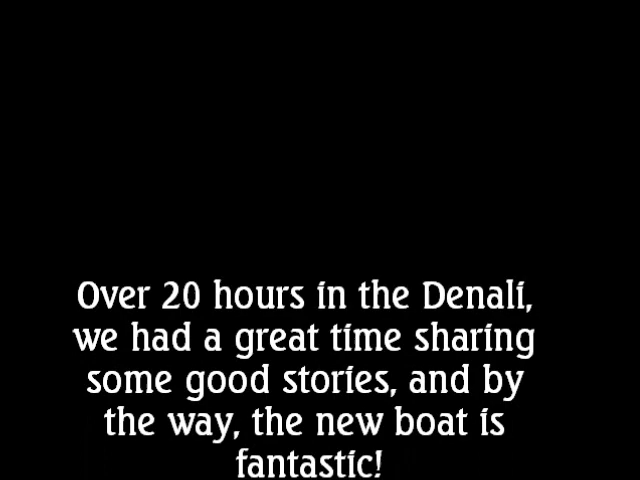 Over 20 hours in the Denali,
we had a great time sharing
some good stories, and by
the way, the new boat is
fantastic!